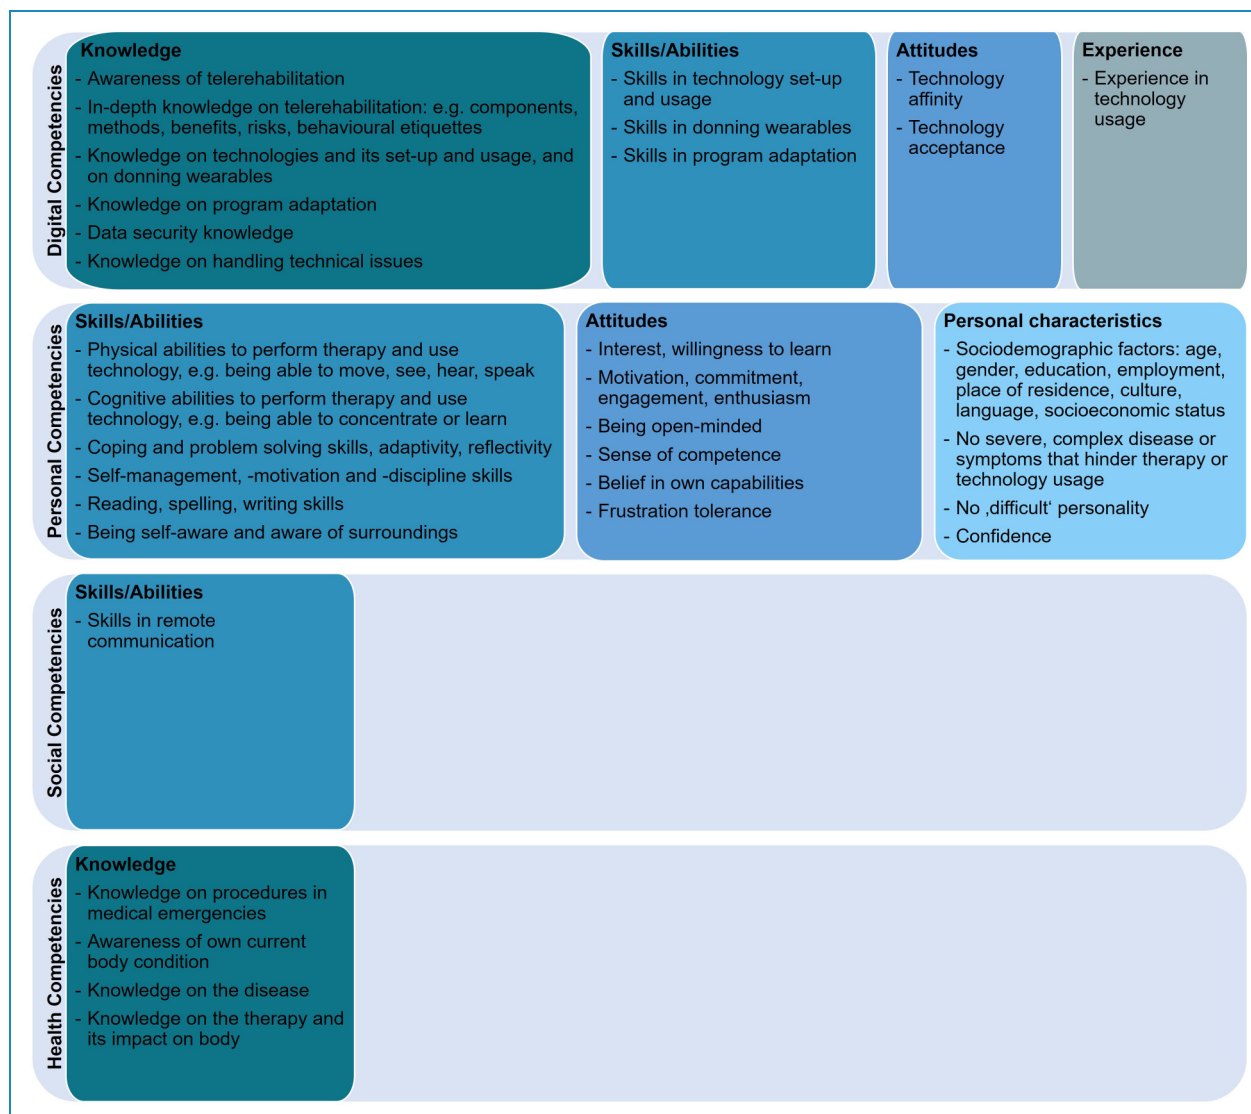 Digital Competencies
Knowledge
- Awareness of telerehabilitation
- In-depth knowledge on telerehabilitation: e.g. components,
methods, benefits, risks, behavioural etiquettes
- Knowledge on technologies and its set-up and usage, and
on donning wearables
- Knowledge on program adaptation
- Data security knowledge
- Knowledge on handling technical issues
Skills/Abilities
- Skills in technology set-up
and usage
- Skills in donning wearables
- Skills in program adaptation
Attitudes
- Technology
affinity
- Technology
acceptance
Experience
- Experience in
technology
usage
Personal Competencies
Skills/Abilities
- Physical abilities to perform therapy and use
technology, e.g. being able to move, see, hear, speak
- Cognitive abilities to perform therapy and use
technology, e.g. being able to concentrate or learn
- Coping and problem solving skills, adaptivity, reflectivity
- Self-management, -motivation and -discipline skills
- Reading, spelling, writing skills
- Being self-aware and aware of surroundings
Attitudes
- Interest, willingness to learn
- Motivation, commitment,
engagement, enthusiasm
- Being open-minded
- Sense of competence
- Belief in own capabilities
- Frustration tolerance
Personal characteristics
- Sociodemographic factors: age,
gender, education, employment,
place of residence, culture,
language, socioeconomic status
- No severe, complex disease or
symptoms that hinder therapy or
technology usage
- No ‚difficult‘ personality
- Confidence
Social Competencies
Skills/Abilities
- Skills in remote
communication
Health Competencies
Knowledge
- Knowledge on procedures in
medical emergencies
- Awareness of own current
body condition
- Knowledge on the disease
- Knowledge on the therapy and
its impact on body